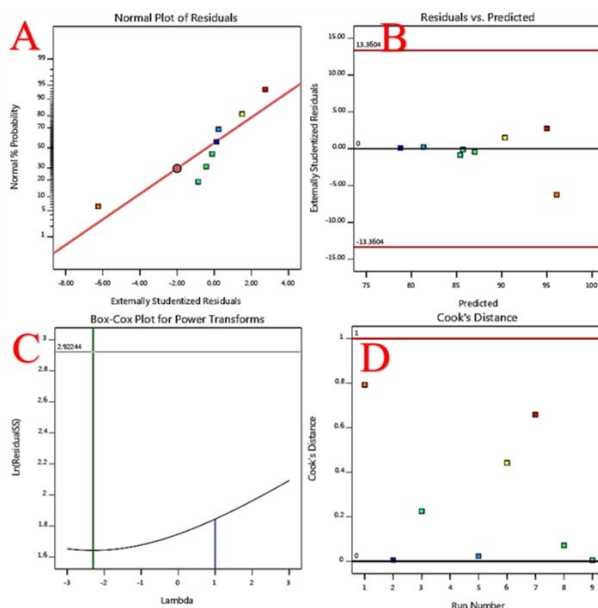 A
Normal Plot of Residuals
Normal % Probability
99
95
90
80
70
50
30
20
10
5
1
-8.00 -6.00 -4.00 -2.00 0.00 2.00 4.00
Externally Studentized Residuals
B
Residuals vs. Predicted
Externally Studentized Residuals
15.00
13.3604
10.00
5.00
0.00
0
-5.00
-10.00
-13.3604
-15.00
75 80 85 90 95 100
Predicted
C
Box-Cox Plot for Power Transforms
Ln(ResidualSS)
3
2.92244
2.8
2.6
2.4
2.2
2
1.8
1.6
-3 -2 -1 0 1 2 3
Lambda
D
Cook's Distance
Cook's Distance
1
1
0.8
0.6
0.4
0.2
0
0
1 2 3 4 5 6 7 8 9
Run Number